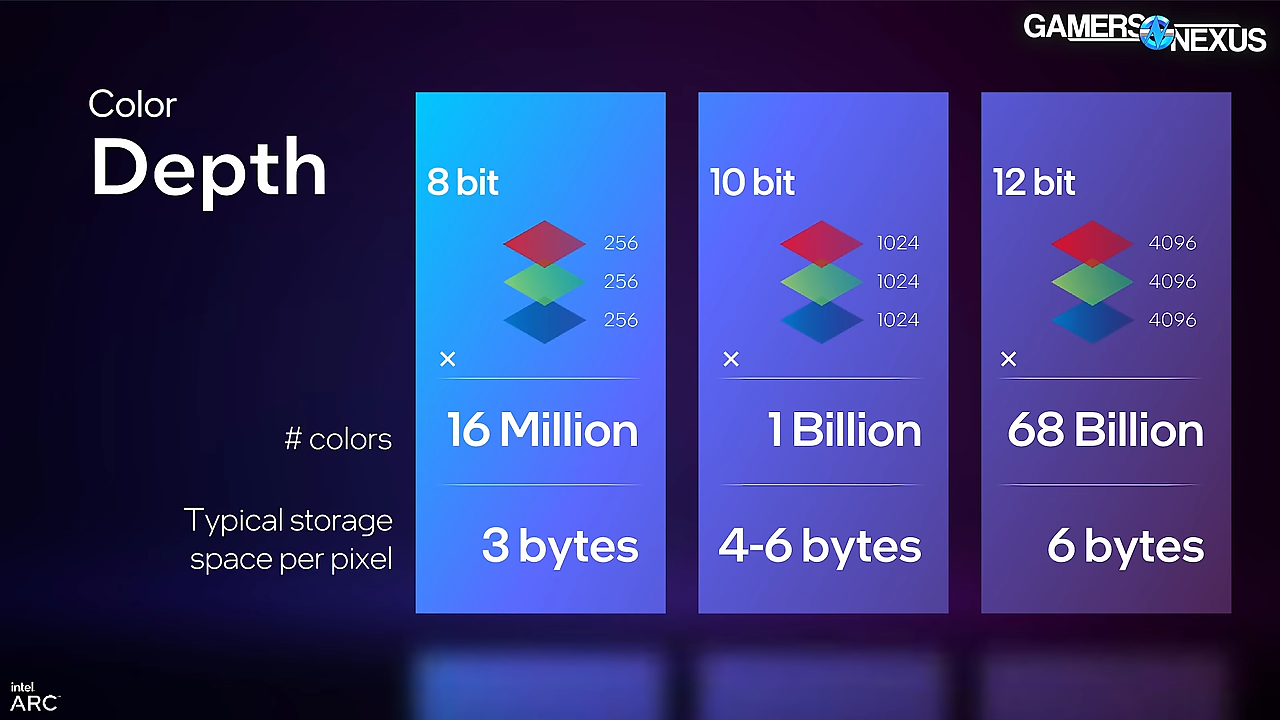 GAMERS NEXUS
Color
Depth
8 bit
256
256
256
×
16 Million
3 bytes
10 bit
1024
1024
1024
×
1 Billion
4-6 bytes
12 bit
4096
4096
4096
×
68 Billion
6 bytes
# colors
Typical storage
space per pixel
intel
ARC